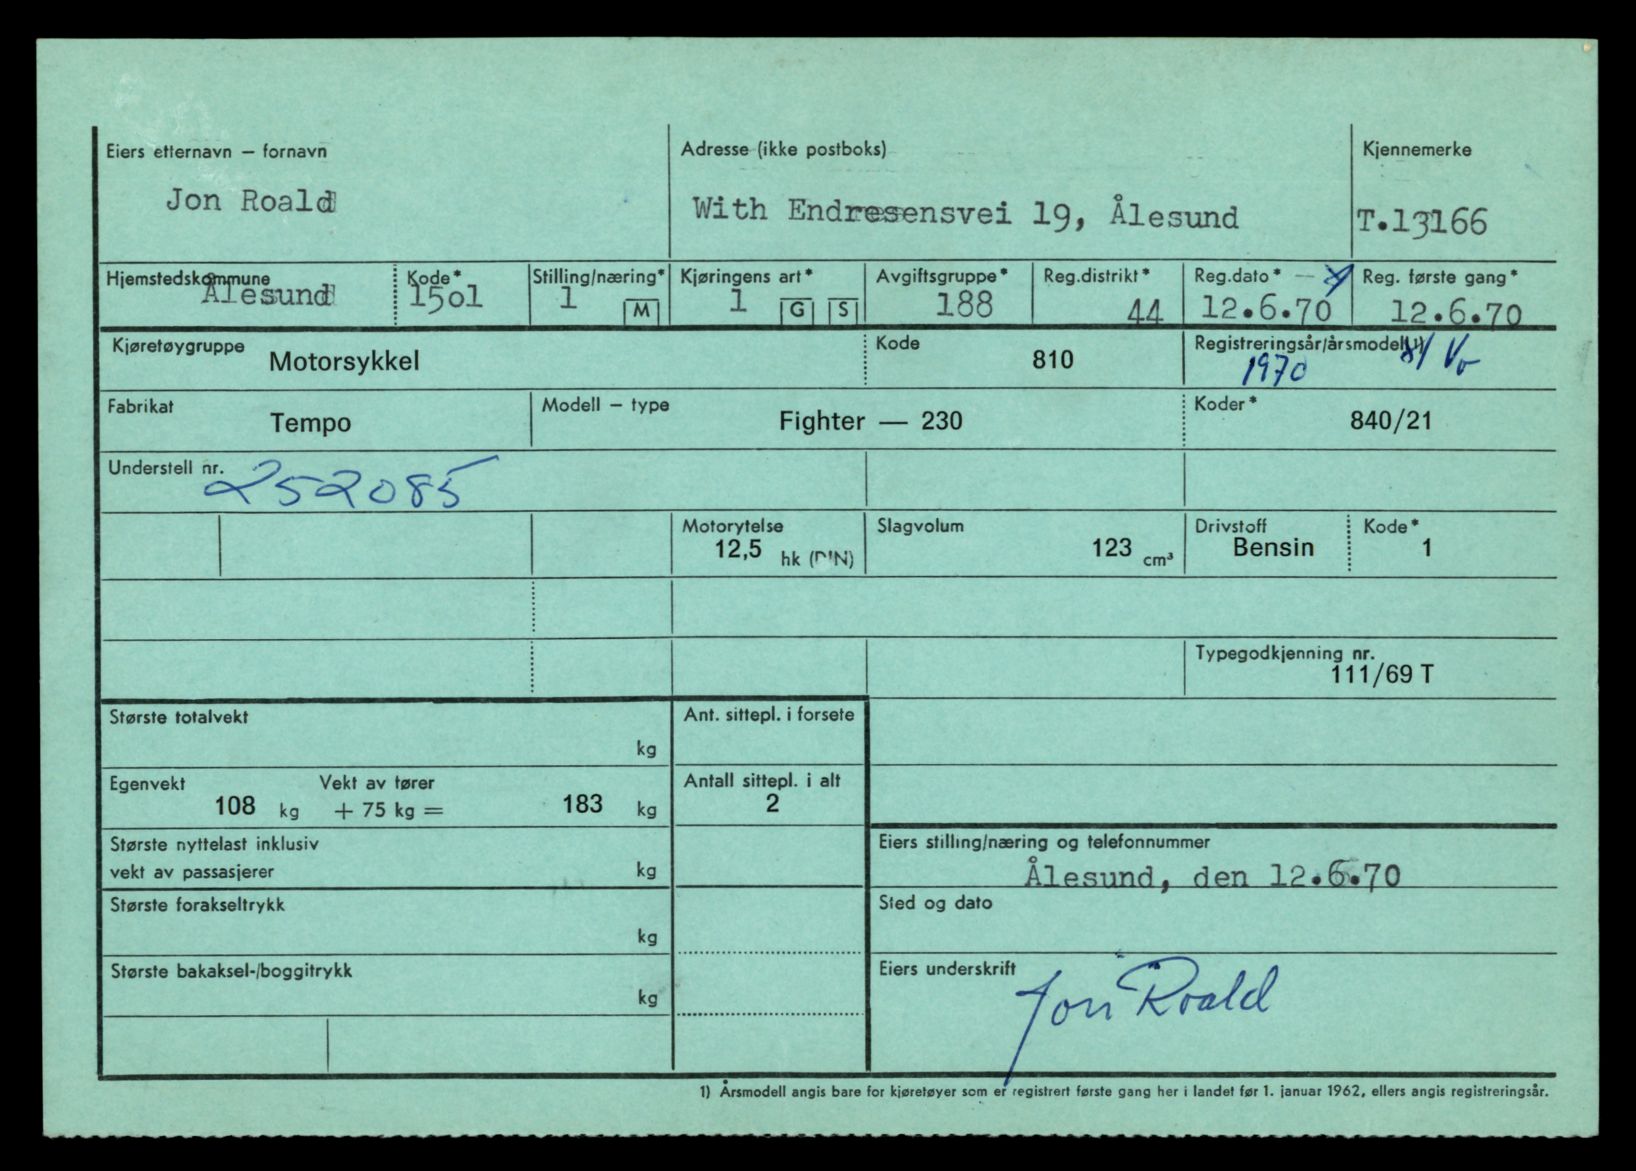 Eiers etternavn – fornavn
Jon Roald
Adresse (ikke postboks)
With Endresensvei 19, Ålesund
Kjennemerke
T.13166
Hjemstedskommune
Ålesund
Kode*
1501
Stilling/næring*
1 M
Kjøringens art*
1 G S
Avgiftsgruppe*
188
Reg.distrikt*
44
Reg.dato*
12.6.70
Reg. første gang*
12.6.70
Kjøretøygruppe
Motorsykkel
Kode
810
Registreringsår/årsmodell 1)
1970
Fabrikat
Tempo
Modell – type
Fighter — 230
Koder*
840/21
Understell nr.
252085
Motorytelse
12,5 hk (DIN)
Slagvolum
123 cm³
Drivstoff
Bensin
Kode*
1
Typegodkjenning nr.
111/69 T
Største totalvekt
kg
Ant. sittepl. i forsete
Egenvekt
108 kg
Vekt av fører
+ 75 kg = 183 kg
Antall sittepl. i alt
2
Største nyttelast inklusiv
vekt av passasjerer
kg
Eiers stilling/næring og telefonnummer
Ålesund, den 12.6.70
Største forakseltrykk
kg
Sted og dato
Største bakaksel-/boggitrykk
kg
Eiers underskrift
Jon Roald
1) Årsmodell angis bare for kjøretøyer som er registrert første gang her i landet før 1. januar 1962, ellers angis registreringsår.